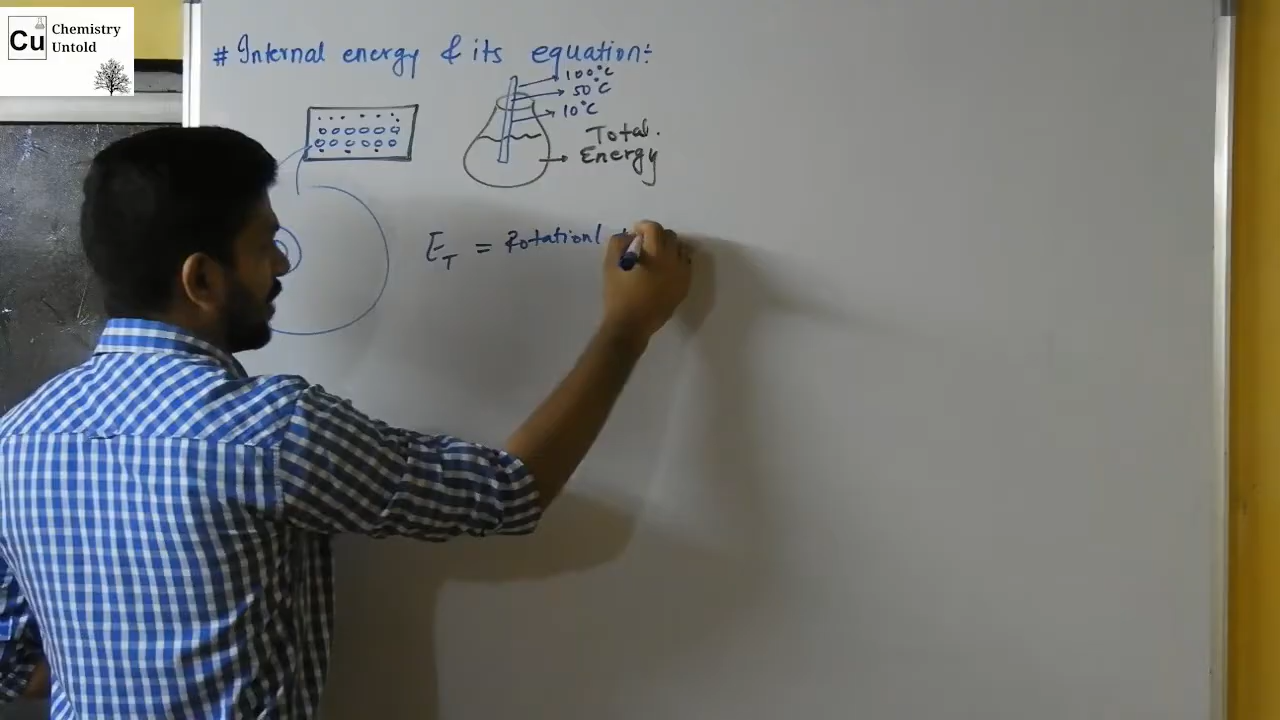 Cu
Chemistry
Untold
# Internal energy & its equation:
100°C
50°C
10°C
Total.
Energy
E_T = Rotationl +